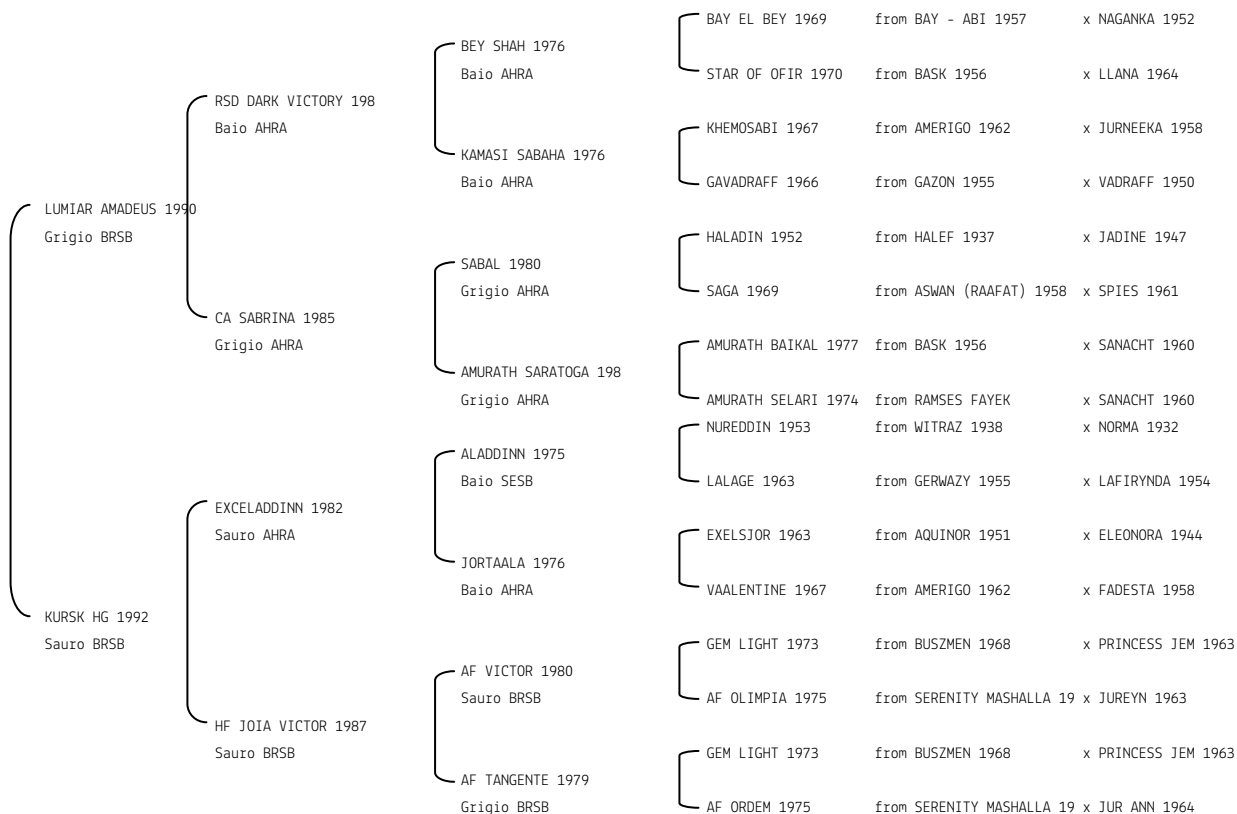 BAY EL BEY 1969 from BAY - ABI 1957 x NAGANKA 1952
BEY SHAH 1976
Baio AHRA
STAR OF OFIR 1970 from BASK 1956 x LLANA 1964
RSD DARK VICTORY 198
Baio AHRA
KHEMOSABI 1967 from AMERIGO 1962 x JURNEEKA 1958
KAMASI SABAHA 1976
Baio AHRA
GAVADRAFF 1966 from GAZON 1955 x VADRAFF 1950
LUMIAR AMADEUS 1990
Grigio BRSB
HALADIN 1952 from HALEF 1937 x JADINE 1947
SABAL 1980
Grigio AHRA
SAGA 1969 from ASWAN (RAAFAT) 1958 x SPIES 1961
CA SABRINA 1985
Grigio AHRA
AMURATH BAIKAL 1977 from BASK 1956 x SANACHT 1960
AMURATH SARATOGA 198
Grigio AHRA
AMURATH SELARI 1974 from RAMSES FAYEK x SANACHT 1960
NUREDDIN 1953 from WITRAZ 1938 x NORMA 1932
ALADDINN 1975
Baio SESB
LALAGE 1963 from GERWAZY 1955 x LAFIRYNDA 1954
EXCELADDINN 1982
Sauro AHRA
EXELSJOR 1963 from AQUINOR 1951 x ELEONORA 1944
JORTAALA 1976
Baio AHRA
VAALENTINE 1967 from AMERIGO 1962 x FADESTA 1958
KURSK HG 1992
Sauro BRSB
GEM LIGHT 1973 from BUSZMEN 1968 x PRINCESS JEM 1963
AF VICTOR 1980
Sauro BRSB
AF OLIMPIA 1975 from SERENITY MASHALLA 19 x JUREYN 1963
HF JOIA VICTOR 1987
Sauro BRSB
GEM LIGHT 1973 from BUSZMEN 1968 x PRINCESS JEM 1963
AF TANGENTE 1979
Grigio BRSB
AF ORDEM 1975 from SERENITY MASHALLA 19 x JUR ANN 1964